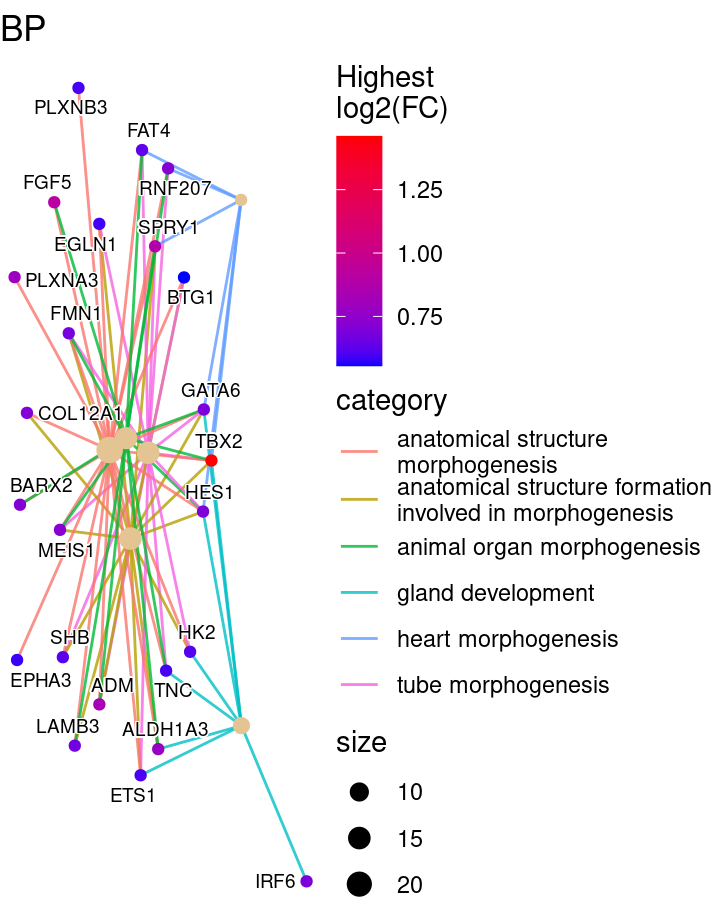 BP
PLXNB3
FAT4
FGF5
RNF207
EGLN1
SPRY1
PLXNA3
BTG1
FMN1
GATA6
COL12A1
TBX2
BARX2
HES1
MEIS1
SHB
HK2
EPHA3
ADM
TNC
LAMB3
ALDH1A3
ETS1
IRF6
Highest
log2(FC)
1.25
1.00
0.75
category
anatomical structure
morphogenesis
anatomical structure formation
involved in morphogenesis
animal organ morphogenesis
gland development
heart morphogenesis
tube morphogenesis
size
10
15
20